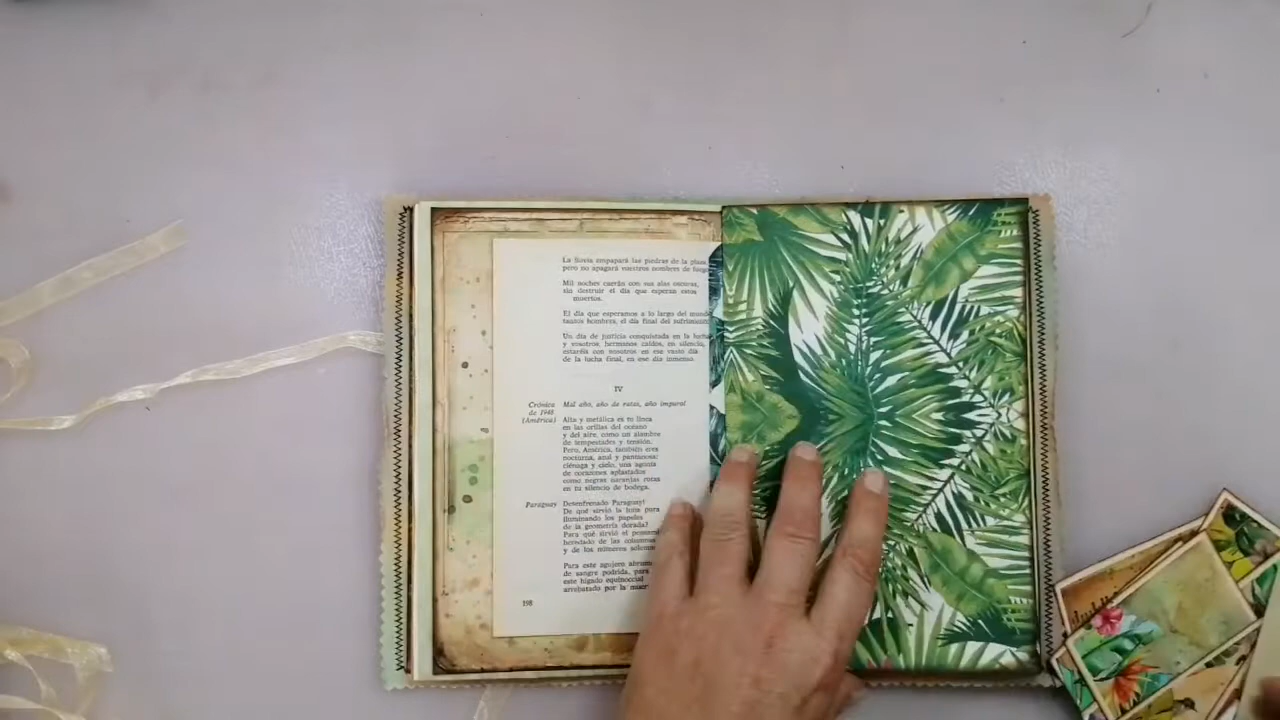 La lluvia empapará las piedras de la plaza
pero no apagará vuestros nombres de fuego
Mil noches caerán con sus alas oscuras,
sin destruir el día que esperan estos
muertos.
El día que esperamos a lo largo del mundo
tantos hombres, el día final del sufrimiento
Un día de justicia conquistada en la lucha
y vosotros, hermanos caídos, en silencio,
estaréis con nosotros en ese vasto día
de la lucha final, en ese día inmenso.
IV
Crónica
de 1948
(América)
Mal año, año de ratas, año impuro!
Alta y metálica es tu línea
en las orillas del océano
y del aire, como un alambre
de tempestades y tensión.
Pero, América, también eres
nocturna, azul y pantanosa:
ciénaga y cielo, una agonía
de corazones aplastados
como negras naranjas rotas
en tu silencio de bodega.
Paraguay
Desenfrenado Paraguay!
De qué sirvió la luna pura
iluminando los papeles
de la geometría dorada?
Para qué sirvió el pensami
heredado de las columnas
y de los números solemn
Para este agujero abrum
de sangre podrida, para
este hígado equinoccial
arrebatado por la muer
198